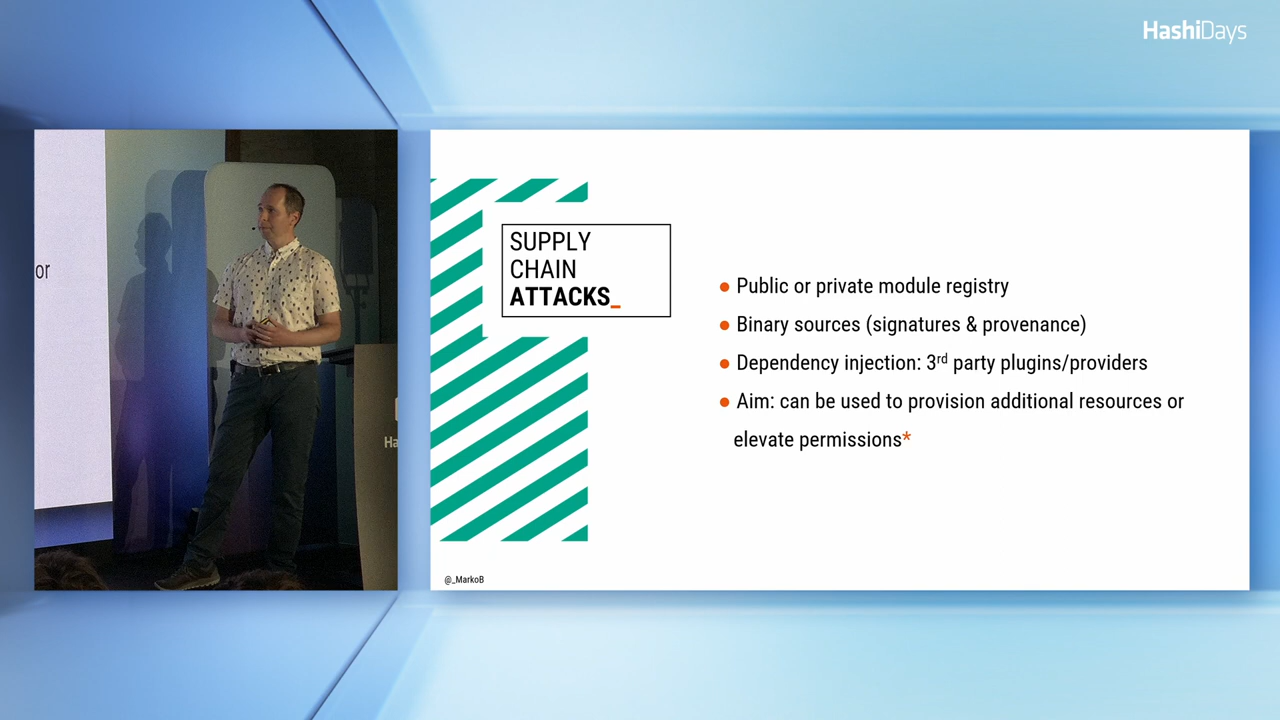 HashiDays
or
Ha
SUPPLY
CHAIN
ATTACKS_
• Public or private module registry
• Binary sources (signatures & provenance)
• Dependency injection: 3rd party plugins/providers
• Aim: can be used to provision additional resources or
elevate permissions*
@_MarkoB